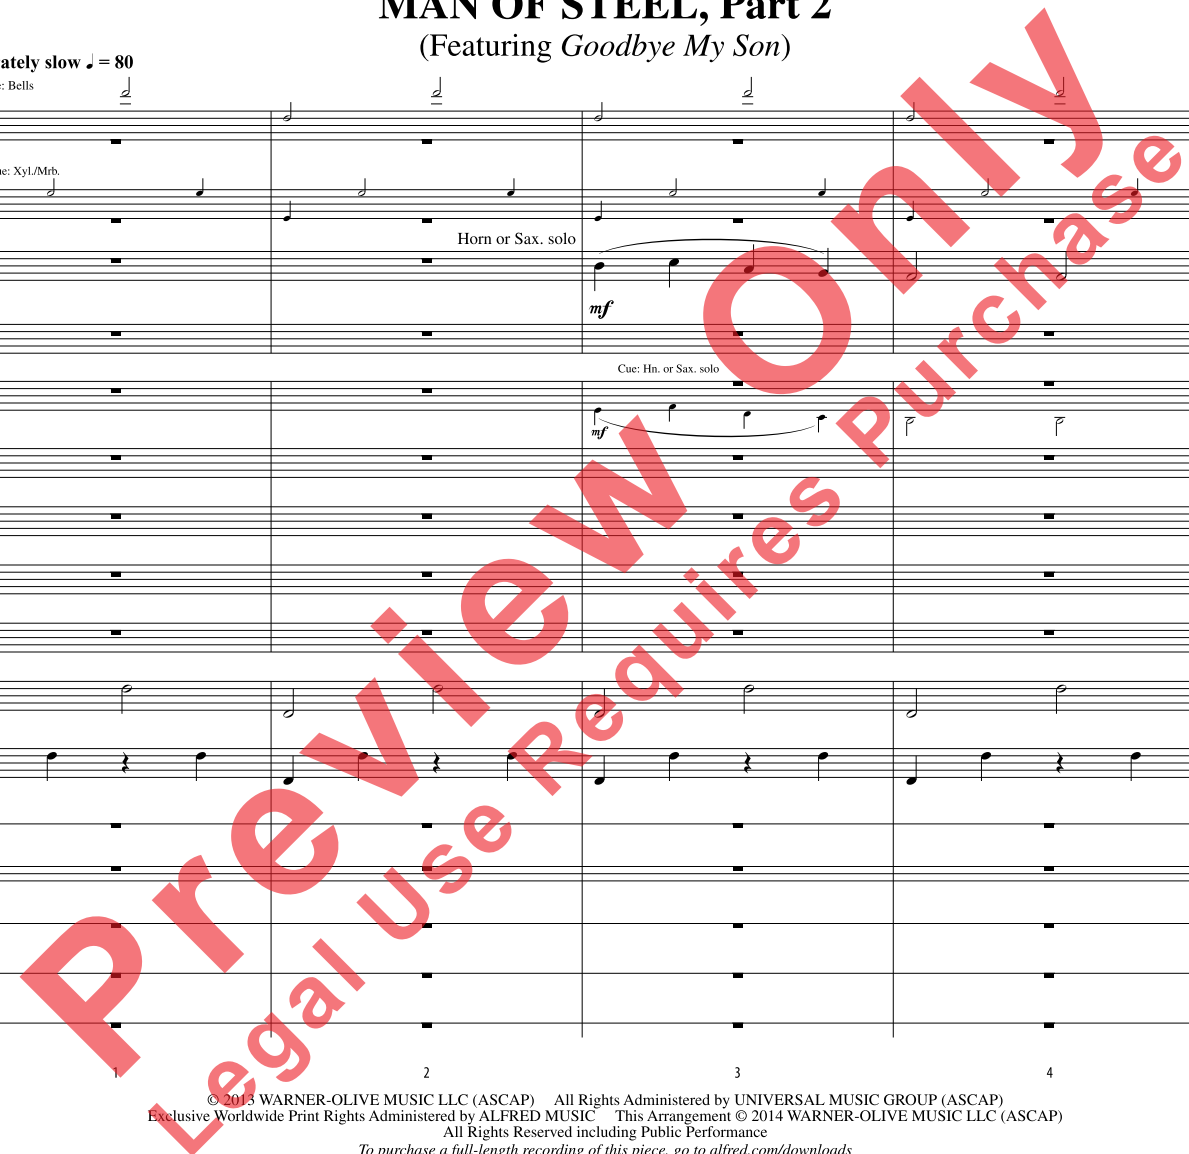 MAN OF STEEL, Part 2
(Featuring Goodbye My Son)
ately slow ♩ = 80
: Bells
ue: Xyl./Mrb.
Horn or Sax. solo
mf
Cue: Hn. or Sax. solo
mf
Preview Only
Legal Use Requires Purchase
1 2 3 4
© 2013 WARNER-OLIVE MUSIC LLC (ASCAP) All Rights Administered by UNIVERSAL MUSIC GROUP (ASCAP)
Exclusive Worldwide Print Rights Administered by ALFRED MUSIC This Arrangement © 2014 WARNER-OLIVE MUSIC LLC (ASCAP)
All Rights Reserved including Public Performance
To purchase a full-length recording of this piece, go to alfred.com/downloads